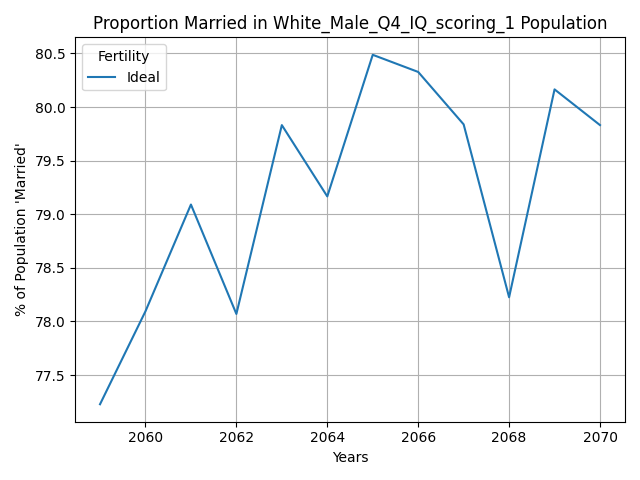 Proportion Married in White_Male_Q4_IQ_scoring_1 Population
Fertility
Ideal
% of Population 'Married'
80.5
80.0
79.5
79.0
78.5
78.0
77.5
2060 2062 2064 2066 2068 2070
Years